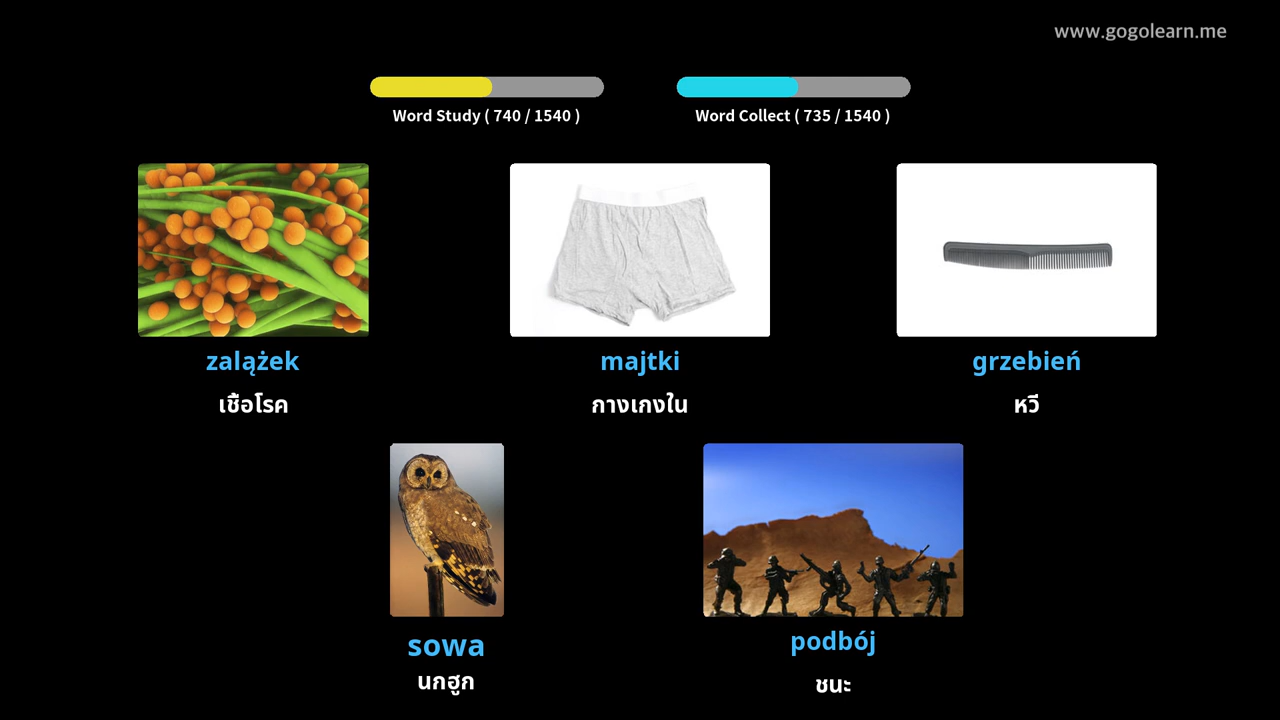 www.gogolearn.me
Word Study ( 740 / 1540 )
Word Collect ( 735 / 1540 )
zalążek
เชื้อโรค
majtki
กางเกงใน
grzebień
หวี
sowa
นกฮูก
podbój
ชนะ